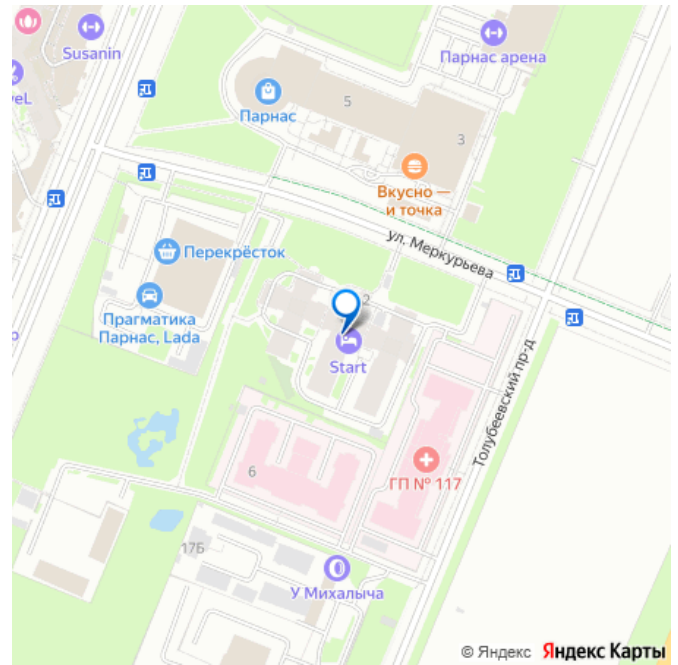 Susanin
Парнас арена
veL
Парнас
5
3
Вкусно —
и точка
ул. Меркурьева
Перекрёсток
Прагматика
Парнас, Lada
2
Start
Толубеевский пр-д
ГП № 117
6
17Б
У Михалыча
© Яндекс Яндекс Карты